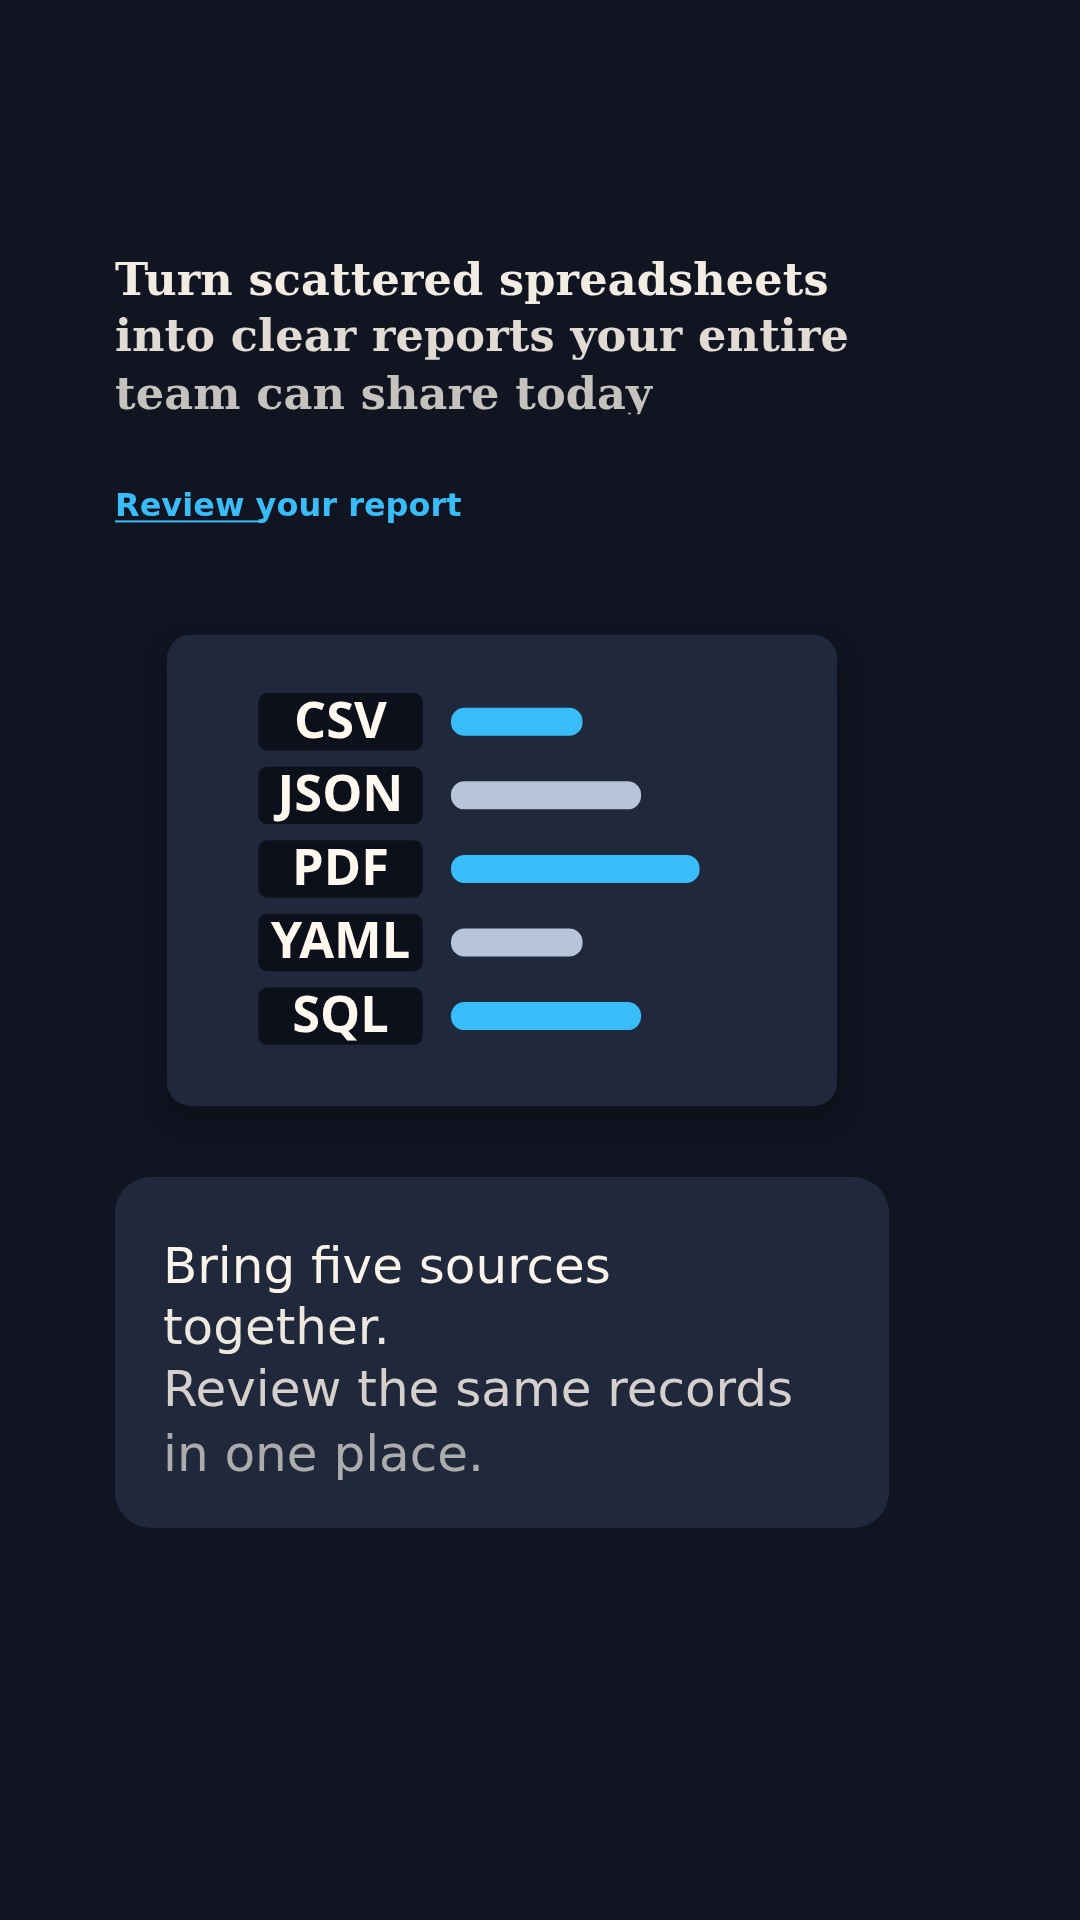 Turn scattered spreadsheets
into clear reports your entire
team can share today
Review your report
CSV
JSON
PDF
YAML
SQL
Bring five sources
together.
Review the same records
in one place.